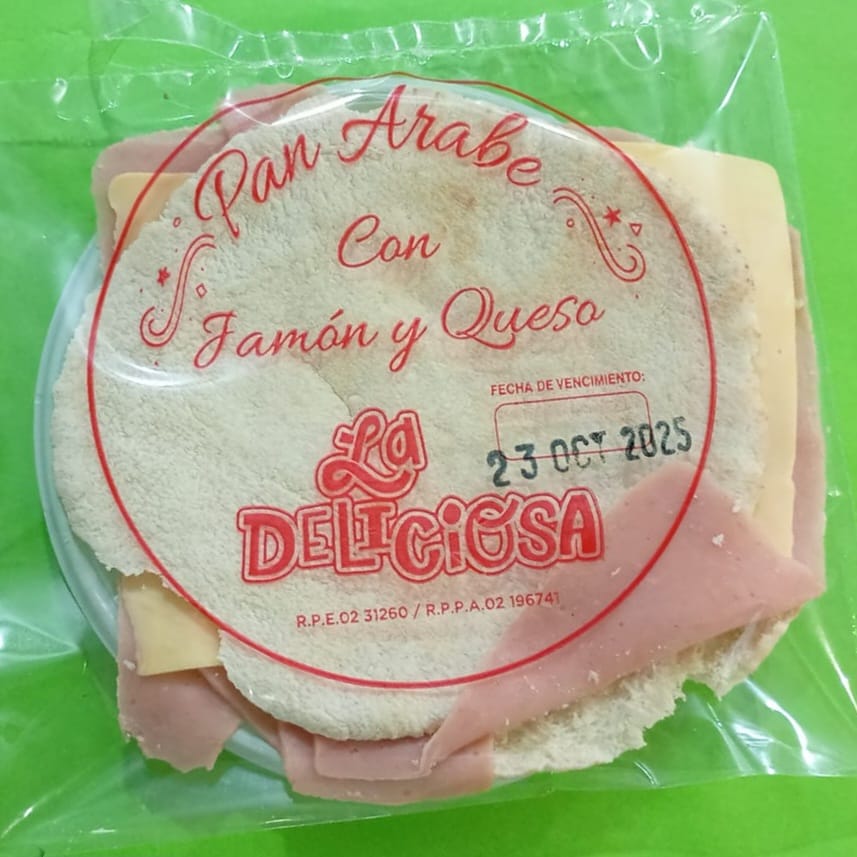 Pan Arabe
Con
Jamón y Queso
FECHA DE VENCIMIENTO:
23 OCT 2025
La
DELICIOSA
R.P.E.02 31260 / R.P.P.A.02 196741